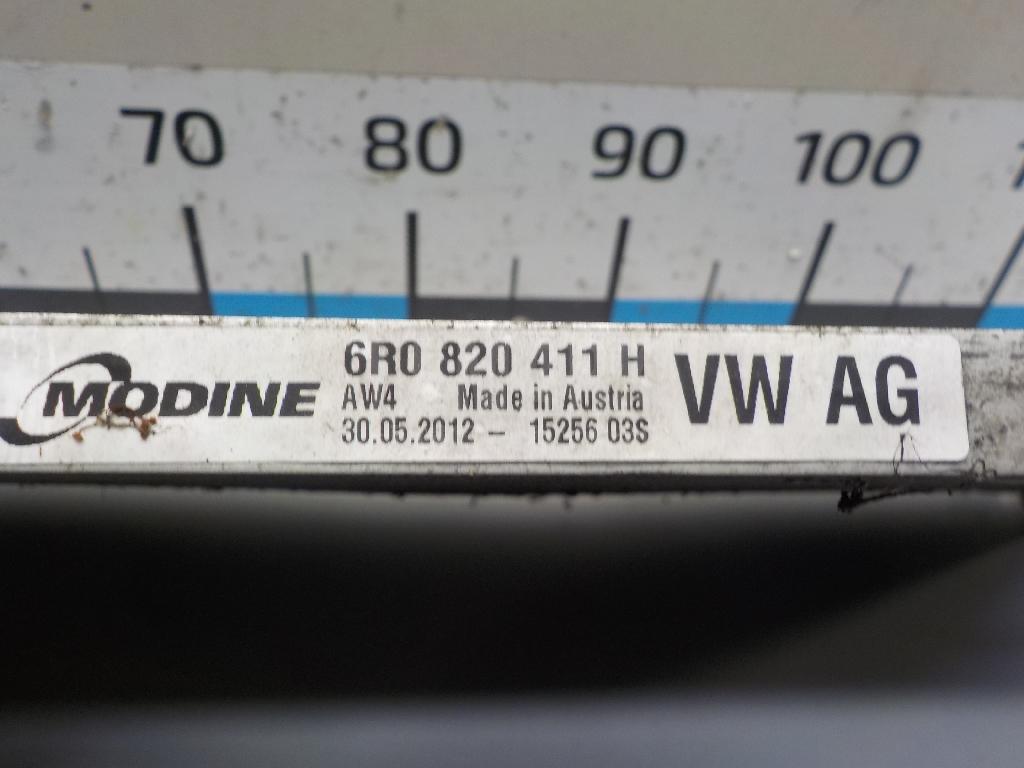 70 80 90 100
MODINE
6R0 820 411 H
AW4 Made in Austria
30.05.2012 - 15256 03S
VW AG